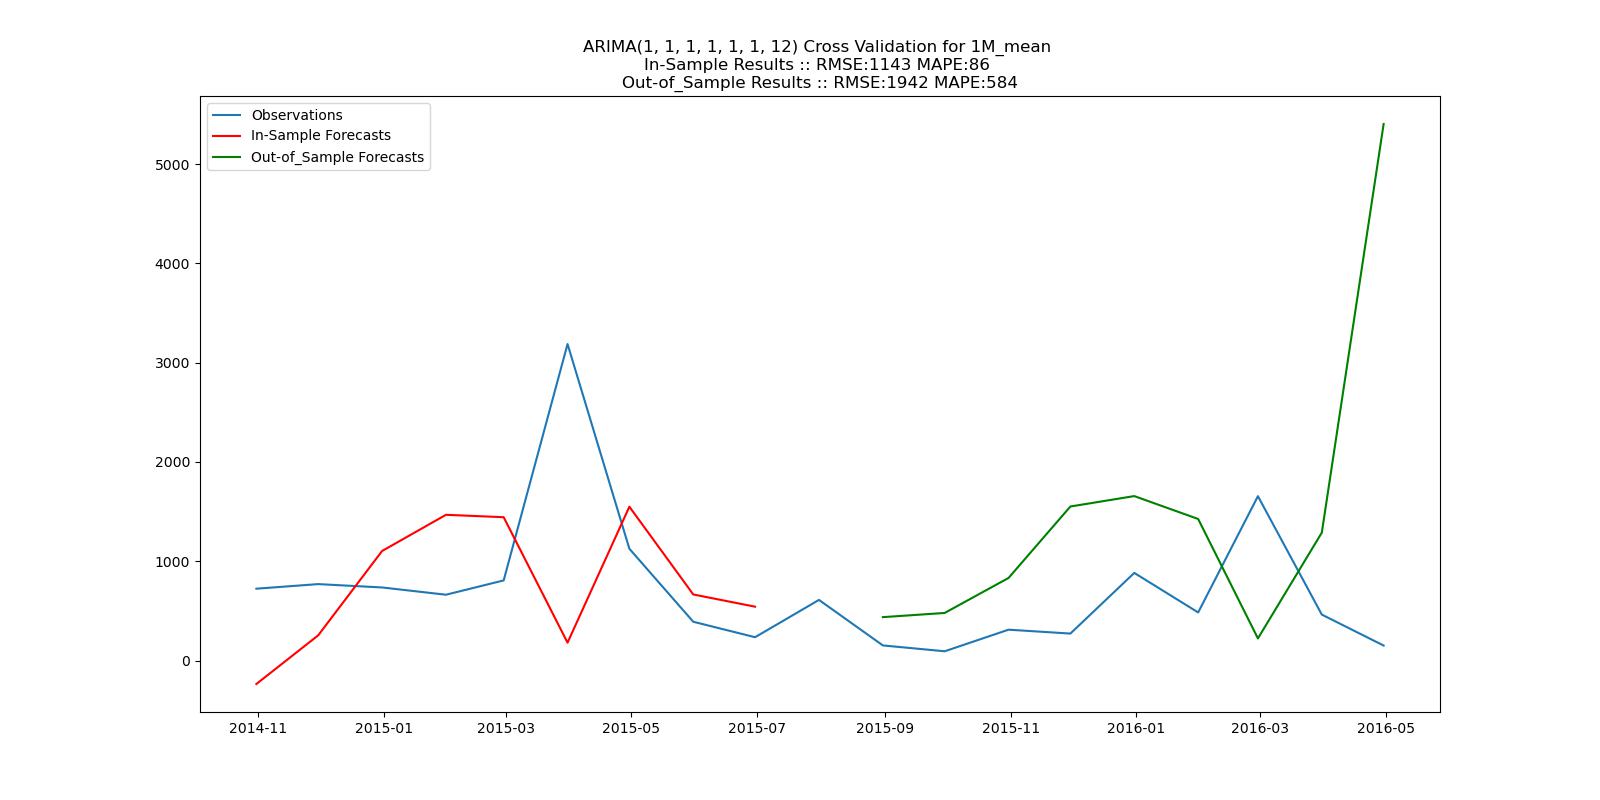 ARIMA(1, 1, 1, 1, 1, 1, 12) Cross Validation for 1M_mean
In-Sample Results :: RMSE:1143 MAPE:86
Out-of_Sample Results :: RMSE:1942 MAPE:584
Observations
In-Sample Forecasts
Out-of_Sample Forecasts
5000
4000
3000
2000
1000
0
2014-11 2015-01 2015-03 2015-05 2015-07 2015-09 2015-11 2016-01 2016-03 2016-05